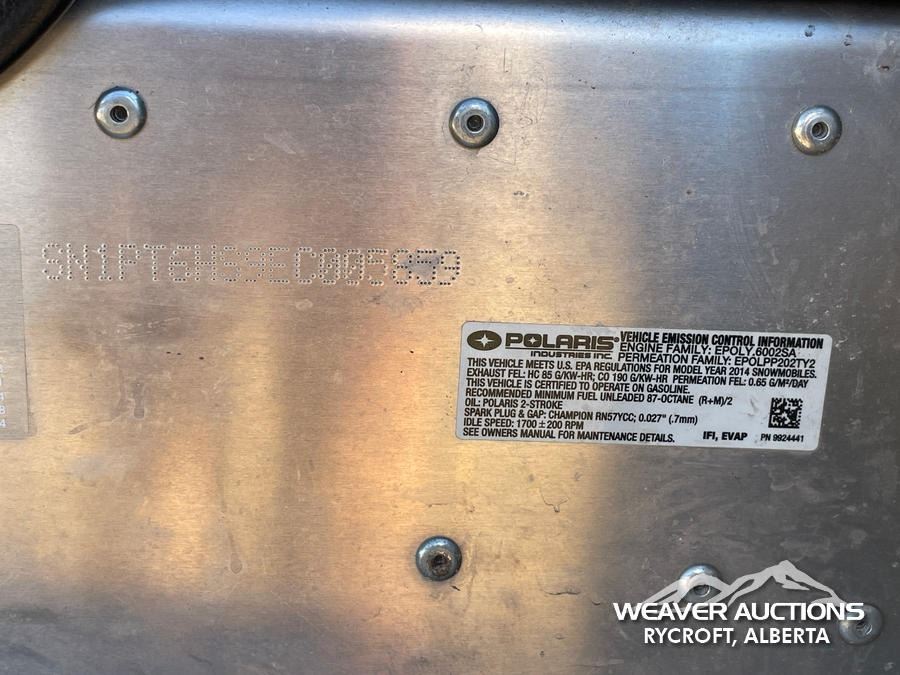 SN1PT6HS9EC005859
POLARIS®
INDUSTRIES INC.
VEHICLE EMISSION CONTROL INFORMATION
ENGINE FAMILY: EPOLY.6002SA
PERMEATION FAMILY: EPOLPP202TY2
THIS VEHICLE MEETS U.S. EPA REGULATIONS FOR MODEL YEAR 2014 SNOWMOBILES.
EXHAUST FEL: HC 85 G/KW-HR; CO 190 G/KW-HR PERMEATION FEL: 0.65 G/M²/DAY
THIS VEHICLE IS CERTIFIED TO OPERATE ON GASOLINE.
RECOMMENDED MINIMUM FUEL UNLEADED 87-OCTANE (R+M)/2
OIL: POLARIS 2-STROKE
SPARK PLUG & GAP: CHAMPION RN57YCC; 0.027" (.7mm)
IDLE SPEED: 1700 ± 200 RPM
SEE OWNERS MANUAL FOR MAINTENANCE DETAILS. IFI, EVAP PN 9924441
WEAVER AUCTIONS
RYCROFT, ALBERTA